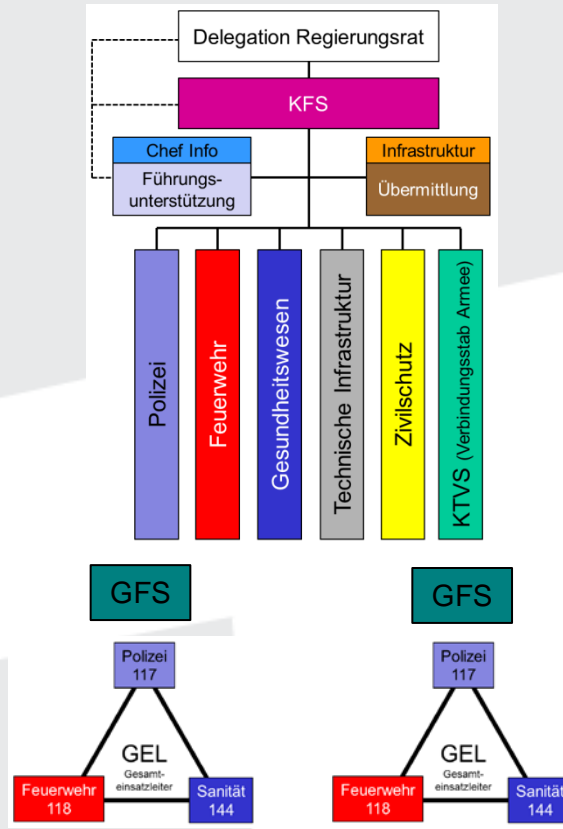 Delegation Regierungsrat
KFS
Chef Info
Führungs-
unterstützung
Infrastruktur
Übermittlung
Polizei
Feuerwehr
Gesundheitswesen
Technische Infrastruktur
Zivilschutz
KTVS (Verbindungsstab Armee)
GFS
GFS
Polizei
117
GEL
Gesamt-
einsatzleiter
Feuerwehr
118
Sanität
144
Polizei
117
GEL
Gesamt-
einsatzleiter
Feuerwehr
118
Sanität
144